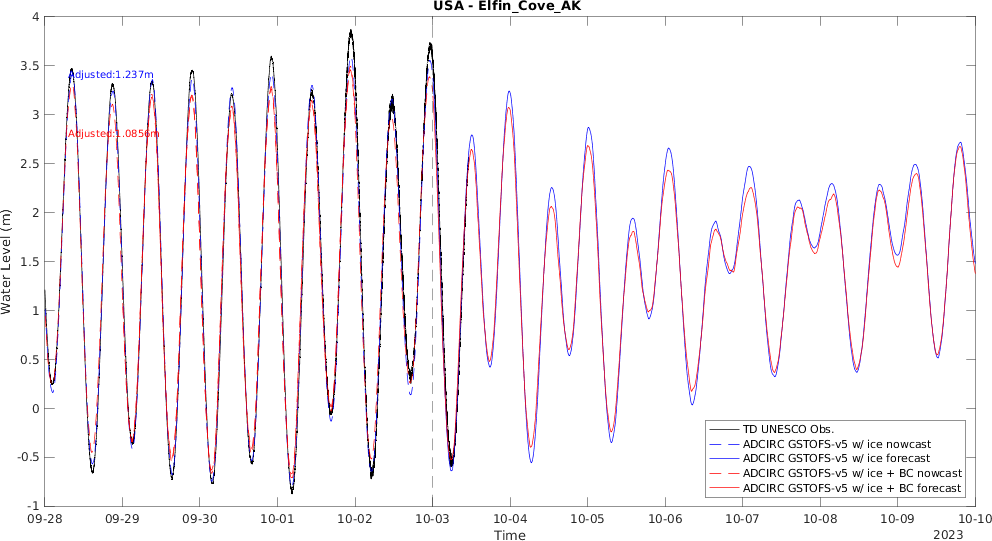 USA - Elfin_Cove_AK
Water Level (m)
4
3.5
3
2.5
2
1.5
1
0.5
0
-0.5
-1
Adjusted:1.237m
Adjusted:1.0856m
TD UNESCO Obs.
ADCIRC GSTOFS-v5 w/ ice nowcast
ADCIRC GSTOFS-v5 w/ ice forecast
ADCIRC GSTOFS-v5 w/ ice + BC nowcast
ADCIRC GSTOFS-v5 w/ ice + BC forecast
09-28 09-29 09-30 10-01 10-02 10-03 10-04 10-05 10-06 10-07 10-08 10-09 10-10
Time
2023